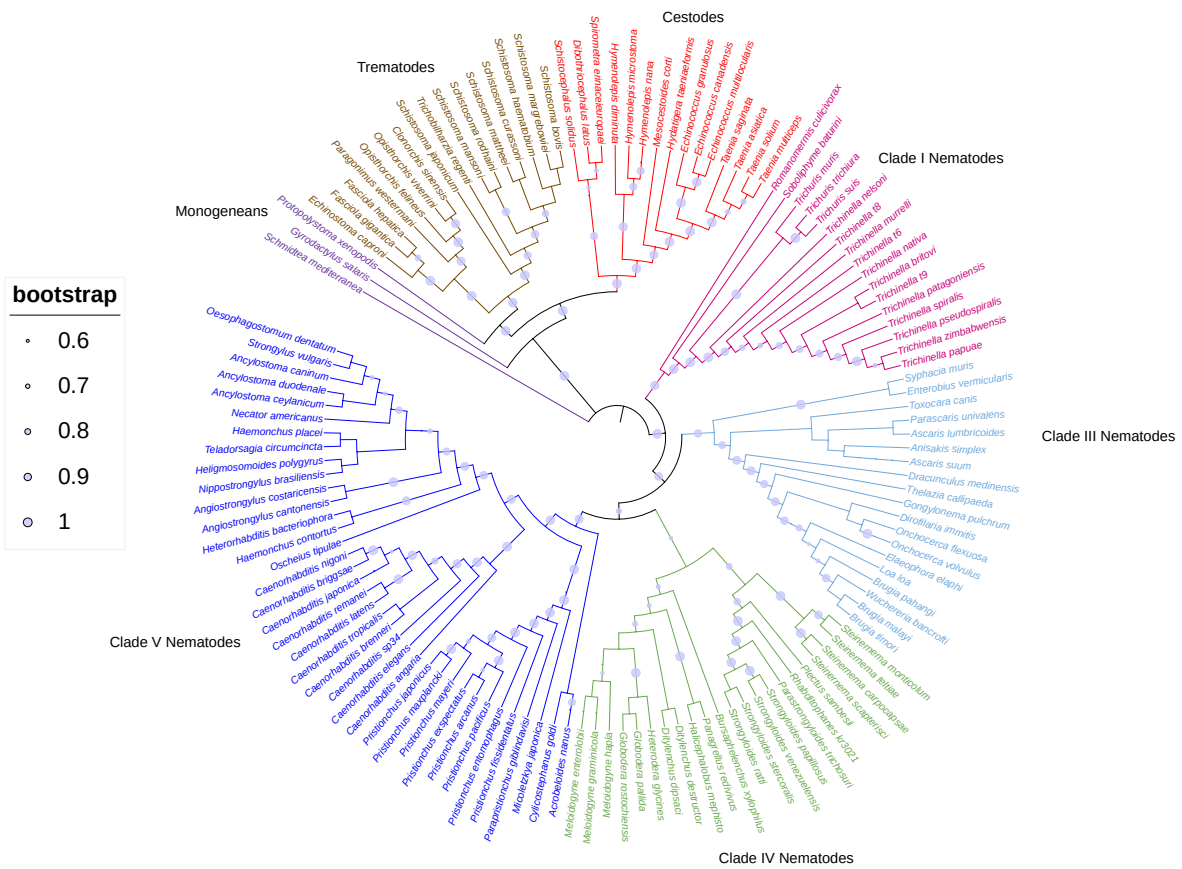 Cestodes
Trematodes
Clade I Nematodes
Monogeneans
Clade III Nematodes
Clade V Nematodes
Clade IV Nematodes
bootstrap
0.6
0.7
0.8
0.9
1
Schmidtea mediterranea
Gyrodactylus salaris
Protopolystoma xenopodis
Echinostoma caproni
Fasciola gigantica
Fasciola hepatica
Paragonimus westermani
Opisthorchis felineus
Opisthorchis viverrini
Clonorchis sinensis
Schistosoma japonicum
Trichobilharzia regenti
Schistosoma mansoni
Schistosoma rodhaini
Schistosoma mattheei
Schistosoma curassoni
Schistosoma haematobium
Schistosoma margrebowiei
Schistosoma bovis
Schistocephalus solidus
Dibothriocephalus latus
Spirometra erinaceieuropaei
Hymenolepis diminuta
Hymenolepis microstoma
Hymenolepis nana
Mesocestoides corti
Hydatigera taeniaeformis
Echinococcus granulosus
Echinococcus canadensis
Echinococcus multilocularis
Taenia saginata
Taenia asiatica
Taenia solium
Taenia multiceps
Romanomermis culicivorax
Soboliphyme baturini
Trichuris muris
Trichuris trichiura
Trichuris suis
Trichinella nelsoni
Trichinella t8
Trichinella murrelli
Trichinella t6
Trichinella nativa
Trichinella britovi
Trichinella t9
Trichinella patagoniensis
Trichinella spiralis
Trichinella pseudospiralis
Trichinella zimbabwensis
Trichinella papuae
Syphacia muris
Enterobius vermicularis
Toxocara canis
Parascaris univalens
Ascaris lumbricoides
Anisakis simplex
Ascaris suum
Dracunculus medinensis
Thelazia callipaeda
Gongylonema pulchrum
Dirofilaria immitis
Onchocerca flexuosa
Onchocerca volvulus
Elaeophora elaphi
Loa loa
Brugia pahangi
Wuchereria bancrofti
Brugia malayi
Brugia timori
Steinernema monticolum
Steinernema feltiae
Steinernema carpocapsae
Steinernema scapterisci
Plectus sambesii
Rhabditophanes kr3021
Parastrongyloides trichosuri
Strongyloides papillosus
Strongyloides venezuelensis
Strongyloides stercoralis
Strongyloides ratti
Bursaphelenchus xylophilus
Panagrellus redivivus
Halicephalobus mephisto
Ditylenchus destructor
Ditylenchus dipsaci
Heterodera glycines
Globodera pallida
Globodera rostochiensis
Meloidogyne hapla
Meloidogyne graminicola
Meloidogyne enterolobii
Acrobeloides nanus
Cylicostephanus goldi
Micoletzkya japonica
Parapristionchus giblindavisi
Pristionchus fissidentatus
Pristionchus entomophagus
Pristionchus pacificus
Pristionchus arcanus
Pristionchus exspectatus
Pristionchus mayeri
Pristionchus maxplancki
Pristionchus japonicus
Caenorhabditis angaria
Caenorhabditis elegans
Caenorhabditis sp34
Caenorhabditis brenneri
Caenorhabditis tropicalis
Caenorhabditis latens
Caenorhabditis remanei
Caenorhabditis japonica
Caenorhabditis briggsae
Caenorhabditis nigoni
Oscheius tipulae
Haemonchus contortus
Heterorhabditis bacteriophora
Angiostrongylus cantonensis
Angiostrongylus costaricensis
Nippostrongylus brasiliensis
Heligmosomoides polygyrus
Teladorsagia circumcincta
Haemonchus placei
Necator americanus
Ancylostoma ceylanicum
Ancylostoma duodenale
Ancylostoma caninum
Strongylus vulgaris
Oesophagostomum dentatum